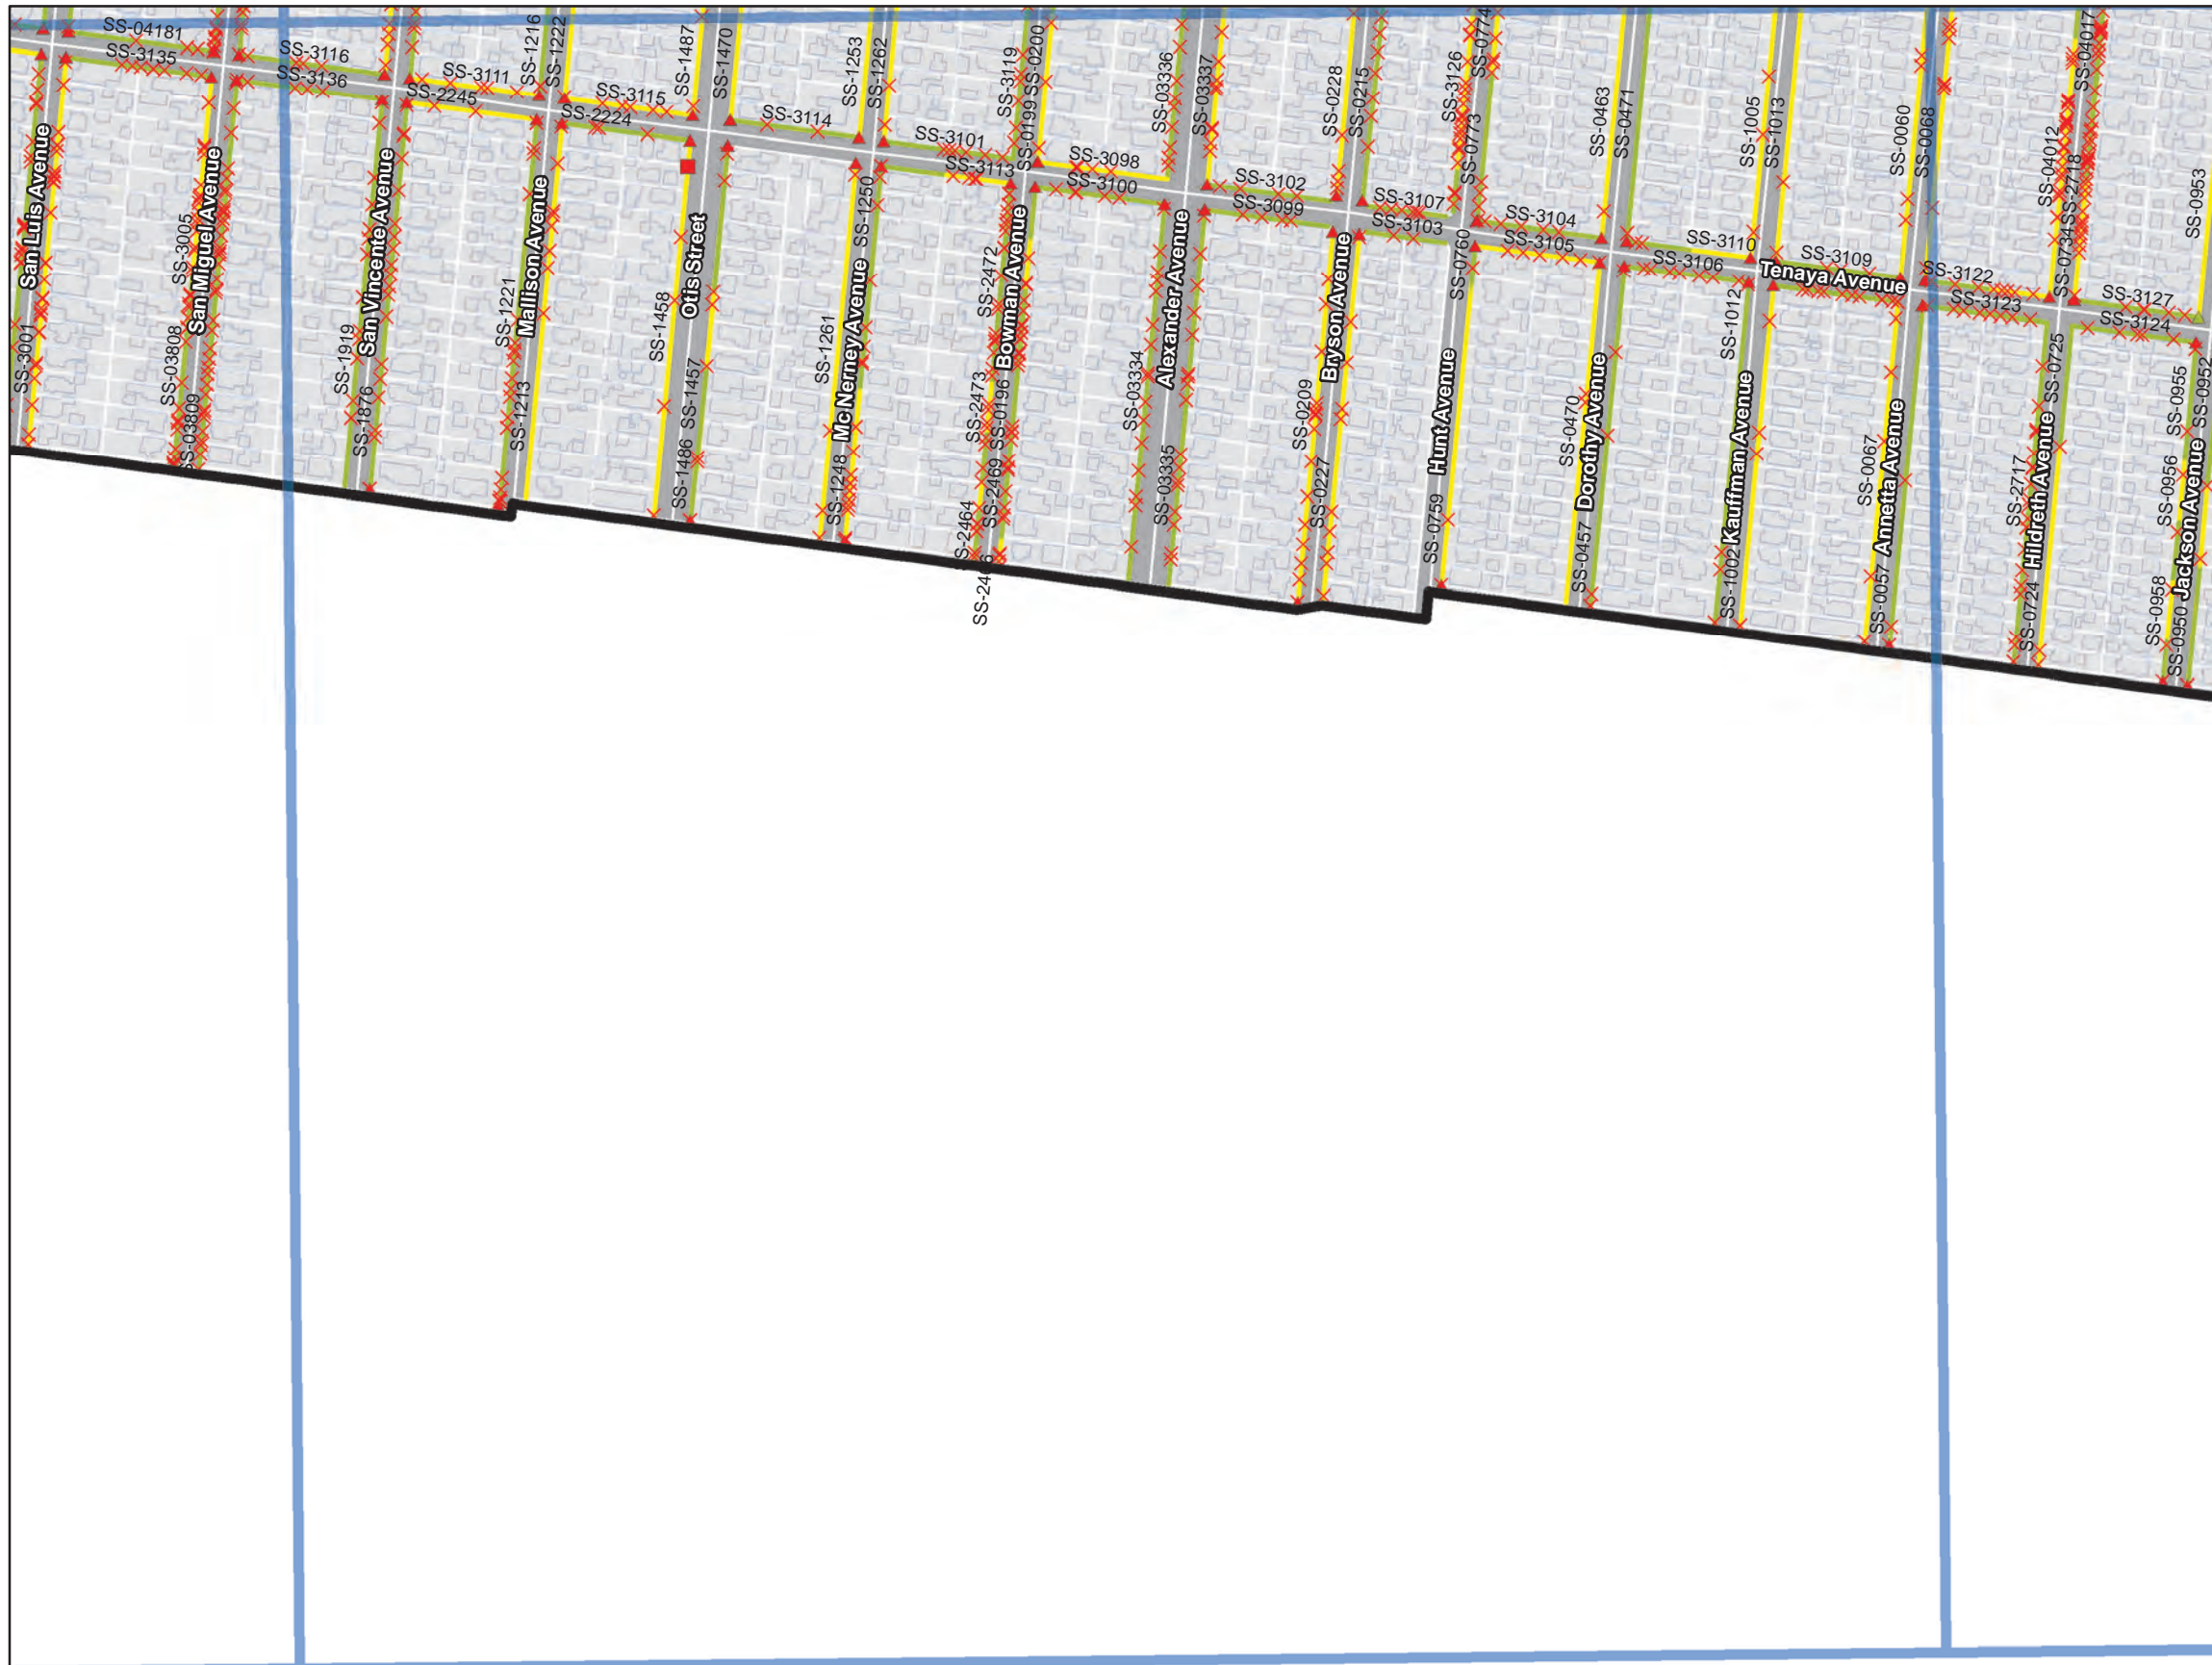 SS-04181
SS-3135
SS-3116
SS-3136
SS-3111
SS-2245
SS-1216
SS-1222
SS-3115
SS-2224
SS-1487
SS-1470
SS-3114
SS-1253
SS-1262
SS-3101
SS-3113
SS-3119
SS-0199
SS-0200
SS-3098
SS-3100
SS-03336
SS-03337
SS-3102
SS-3099
SS-0228
SS-0215
SS-3107
SS-3103
SS-3126
SS-0773
SS-0774
SS-3104
SS-3105
SS-0463
SS-0471
SS-3110
SS-3106
SS-1005
SS-1013
SS-3109
Tenaya Avenue
SS-0060
SS-0068
SS-3122
SS-3123
SS-04012
SS-0734
SS-2718
SS-04017
SS-3127
SS-3124
SS-0953
San Luis Avenue
SS-3001
SS-3005
San Miguel Avenue
SS-03808
SS-03809
San Vincente Avenue
SS-1919
SS-1876
Mallison Avenue
SS-1221
SS-1213
Otis Street
SS-1458
SS-1457
SS-1486
SS-1250
Mc Nerney Avenue
SS-1261
SS-1248
SS-2472
Bowman Avenue
SS-2473
SS-0196
SS-2469
S-2464
Alexander Avenue
SS-03334
SS-03335
Bryson Avenue
SS-0209
SS-0227
SS-0760
Hunt Avenue
SS-0759
Dorothy Avenue
SS-0470
SS-0457
SS-1012
Kauffman Avenue
SS-1002
Annetta Avenue
SS-0067
SS-0057
SS-0725
Hildreth Avenue
SS-2717
SS-0724
SS-0955
SS-0952
SS-0956
Jackson Avenue
SS-0958
SS-0950